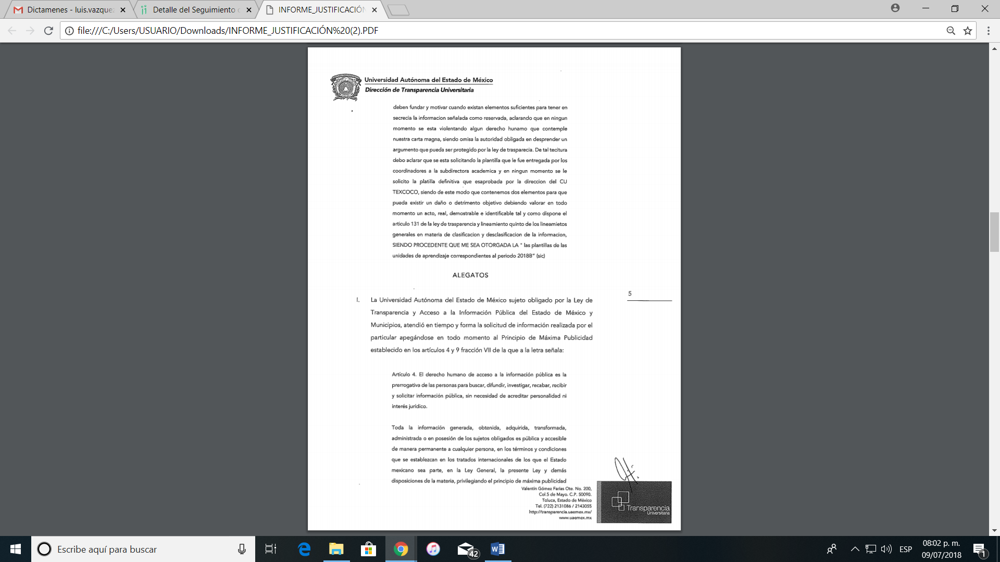 Dictamenes - luis.vazquez
Detalle del Seguimiento
INFORME_JUSTIFICACIÓN
file:///C:/Users/USUARIO/Downloads/INFORME_JUSTIFICACIÓN%20(2).PDF
Universidad Autónoma del Estado de México
Dirección de Transparencia Universitaria
deben fundar y motivar cuando existan elementos suficientes para tener en
secrecia la informacion señalada como reservada, aclarando que en ningun
momento se esta violentando algun derecho hunamo que contemple
nuestra carta magna, siendo omisa la autoridad obligada en desprender un
argumento que pueda ser protegido por la ley de trasparecia. De tal tecitura
debo aclarar que se esta solicitando la plantilla que le fue entregada por los
coordinadores a la subdirectora academica y en ningun momento se le
solicito la platilla definitiva que esaprobada por la direccion del CU
TEXCOCO, siendo de este modo que contenemos dos elementos para que
pueda existir un daño o detrimento objetivo debiendo valorar en todo
momento un acto, real, demostrable e identificable tal y como dispone el
articulo 131 de la ley de trasparencia y lineamiento quinto de los lineamietos
generales en materia de clasificacion y desclasificacion de la informacion,
SIENDO PROCEDENTE QUE ME SEA OTORGADA LA " las plantillas de las
unidades de aprendizaje correspondientes al periodo 2018B" (sic)
ALEGATOS
5
I. La Universidad Autónoma del Estado de México sujeto obligado por la Ley de
Transparencia y Acceso a la Información Pública del Estado de México y
Municipios, atendió en tiempo y forma la solicitud de información realizada por el
particular apegándose en todo momento al Principio de Máxima Publicidad
establecido en los artículos 4 y 9 fracción VII de la que a la letra señala:
Artículo 4. El derecho humano de acceso a la información pública es la
prerrogativa de las personas para buscar, difundir, investigar, recabar, recibir
y solicitar información pública, sin necesidad de acreditar personalidad ni
interés jurídico.
Toda la información generada, obtenida, adquirida, transformada,
administrada o en posesión de los sujetos obligados es pública y accesible
de manera permanente a cualquier persona, en los términos y condiciones
que se establezcan en los tratados internacionales de los que el Estado
mexicano sea parte, en la Ley General, la presente Ley y demás
disposiciones de la materia, privilegiando el principio de máxima publicidad
Valentín Gómez Farías Ote. No. 200,
Col.5 de Mayo. C.P. 50090.
Toluca, Estado de México
Tel. (722) 2131086 / 2143055
http://transparencia.uaemex.mx/
www.uaemex.mx
Transparencia
Universitaria
Escribe aquí para buscar
42
ESP
08:02 p. m.
09/07/2018
1